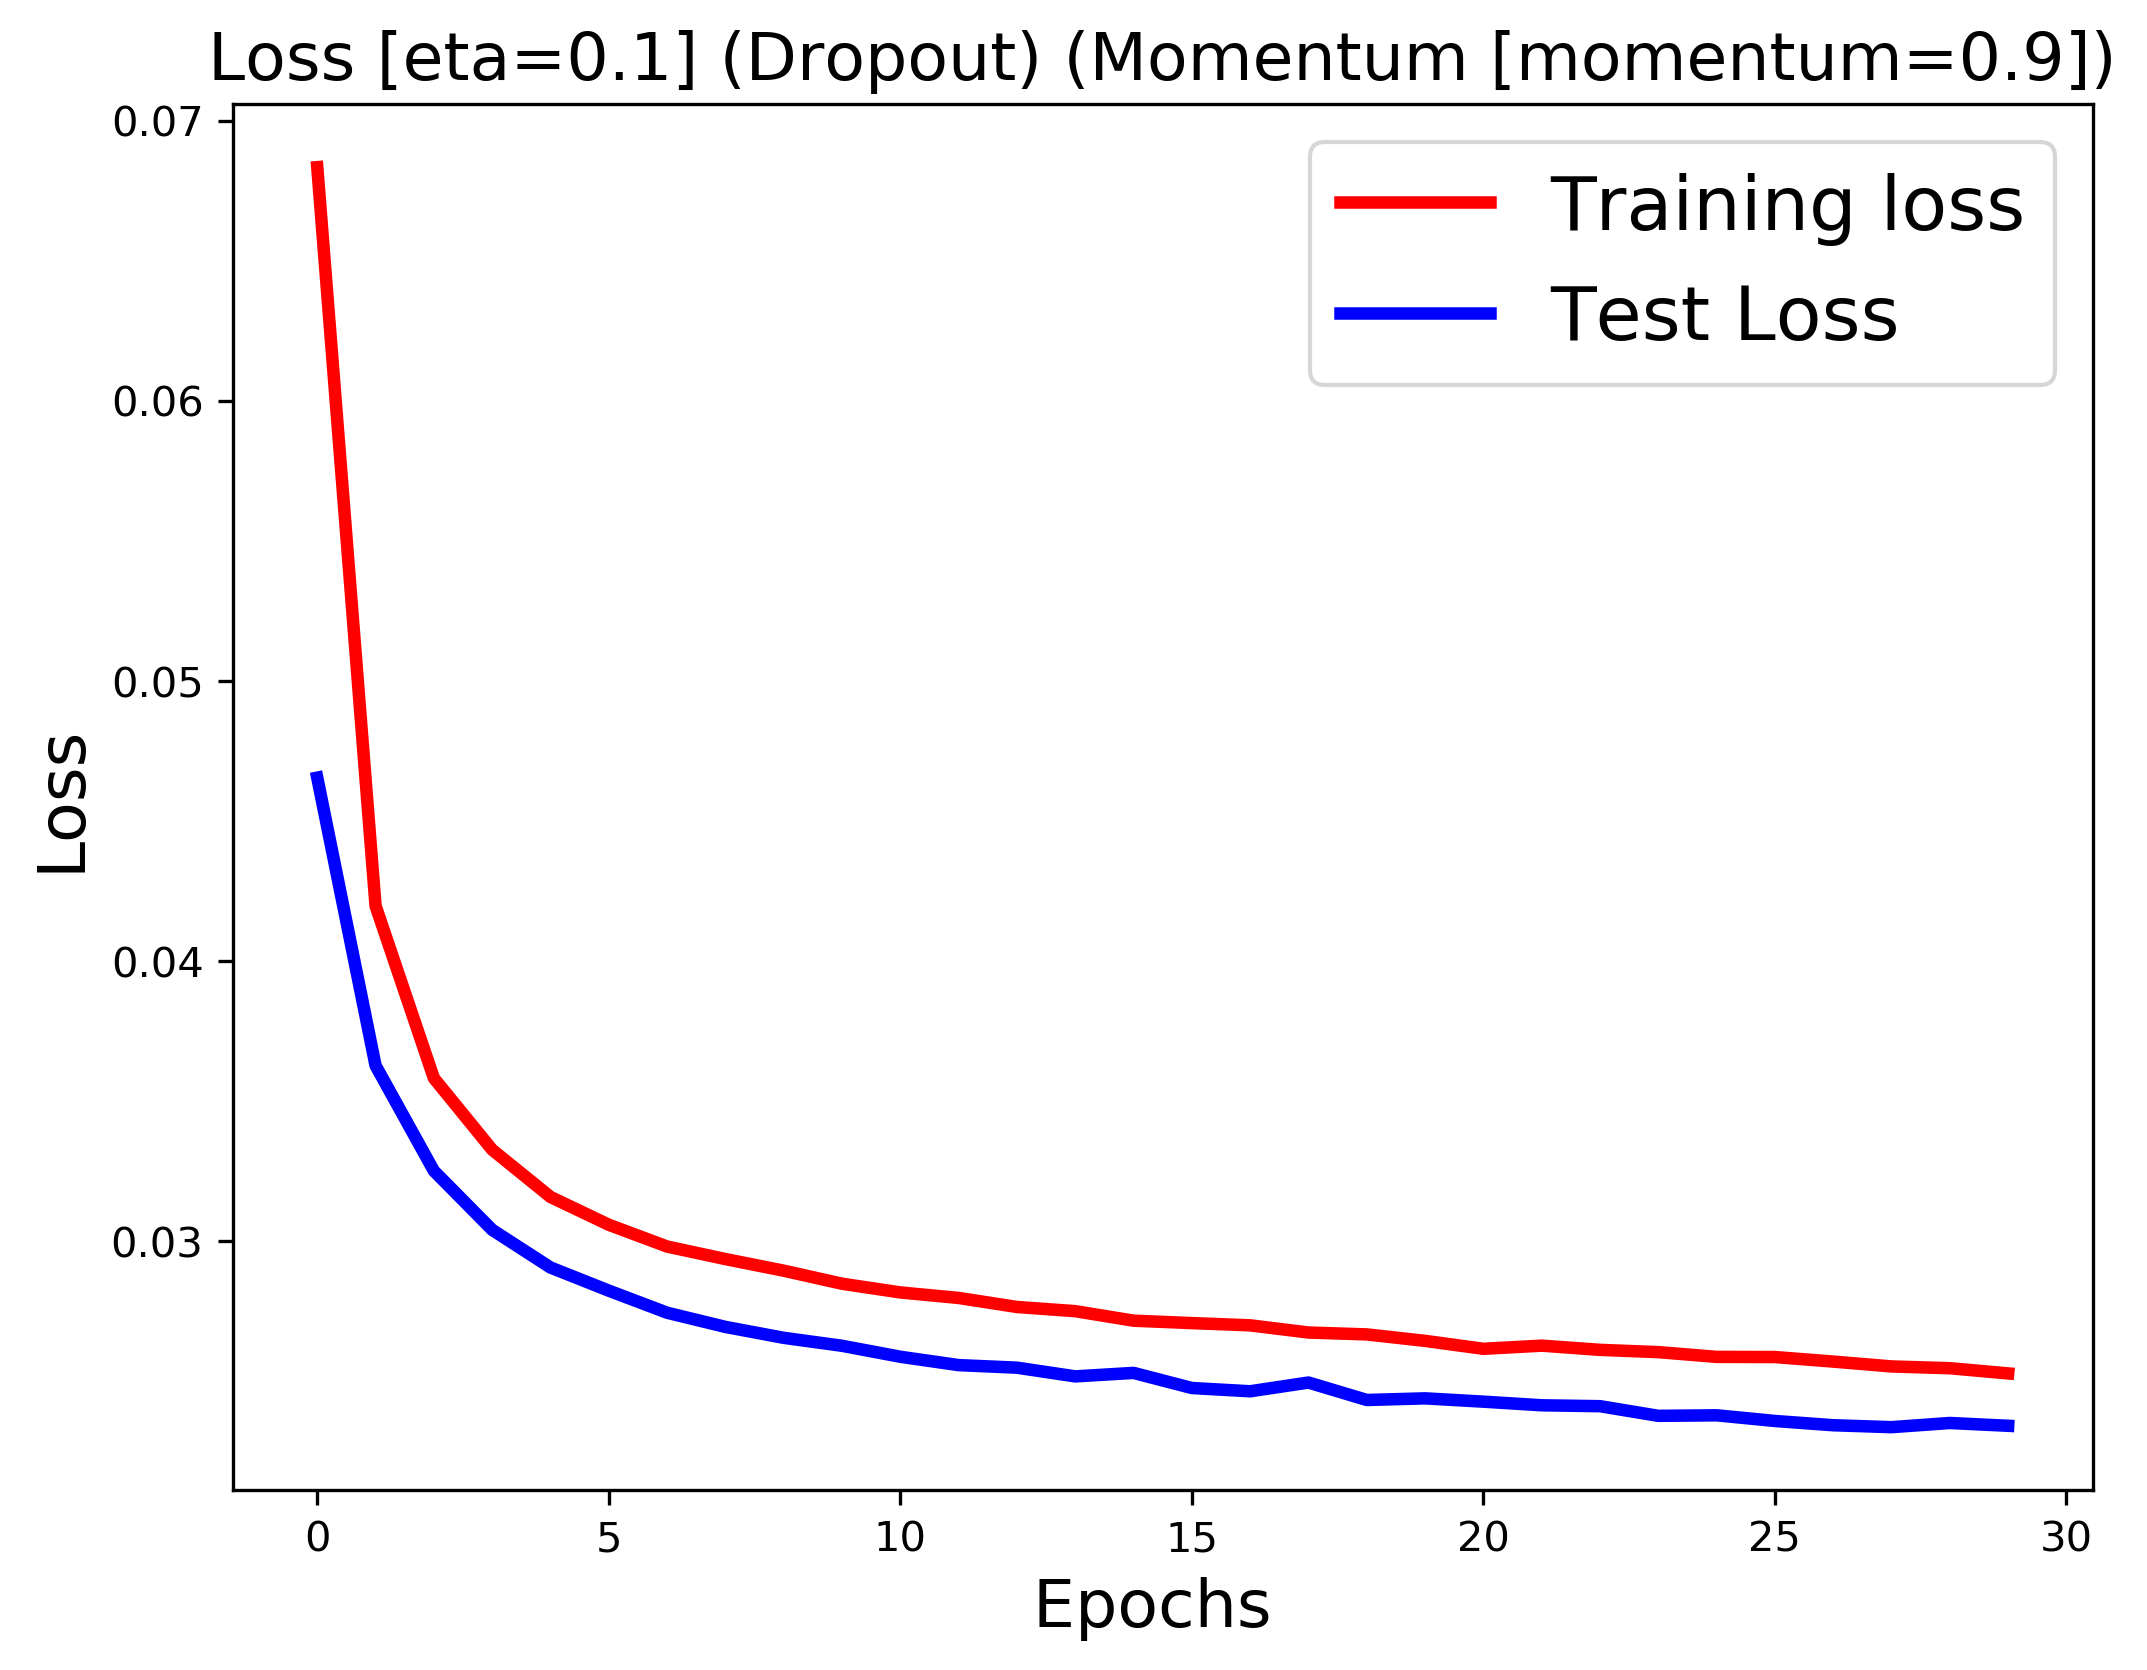 Loss [eta=0.1] (Dropout) (Momentum [momentum=0.9])
0.07
0.06
0.05
0.04
0.03
Loss
Training loss
Test Loss
0 5 10 15 20 25 30
Epochs